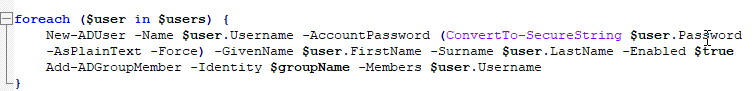 foreach ($user in $users) {
New-ADUser -Name $user.Username -AccountPassword (ConvertTo-SecureString $user.Password
-AsPlainText -Force) -GivenName $user.FirstName -Surname $user.LastName -Enabled $true
Add-ADGroupMember -Identity $groupName -Members $user.Username
}